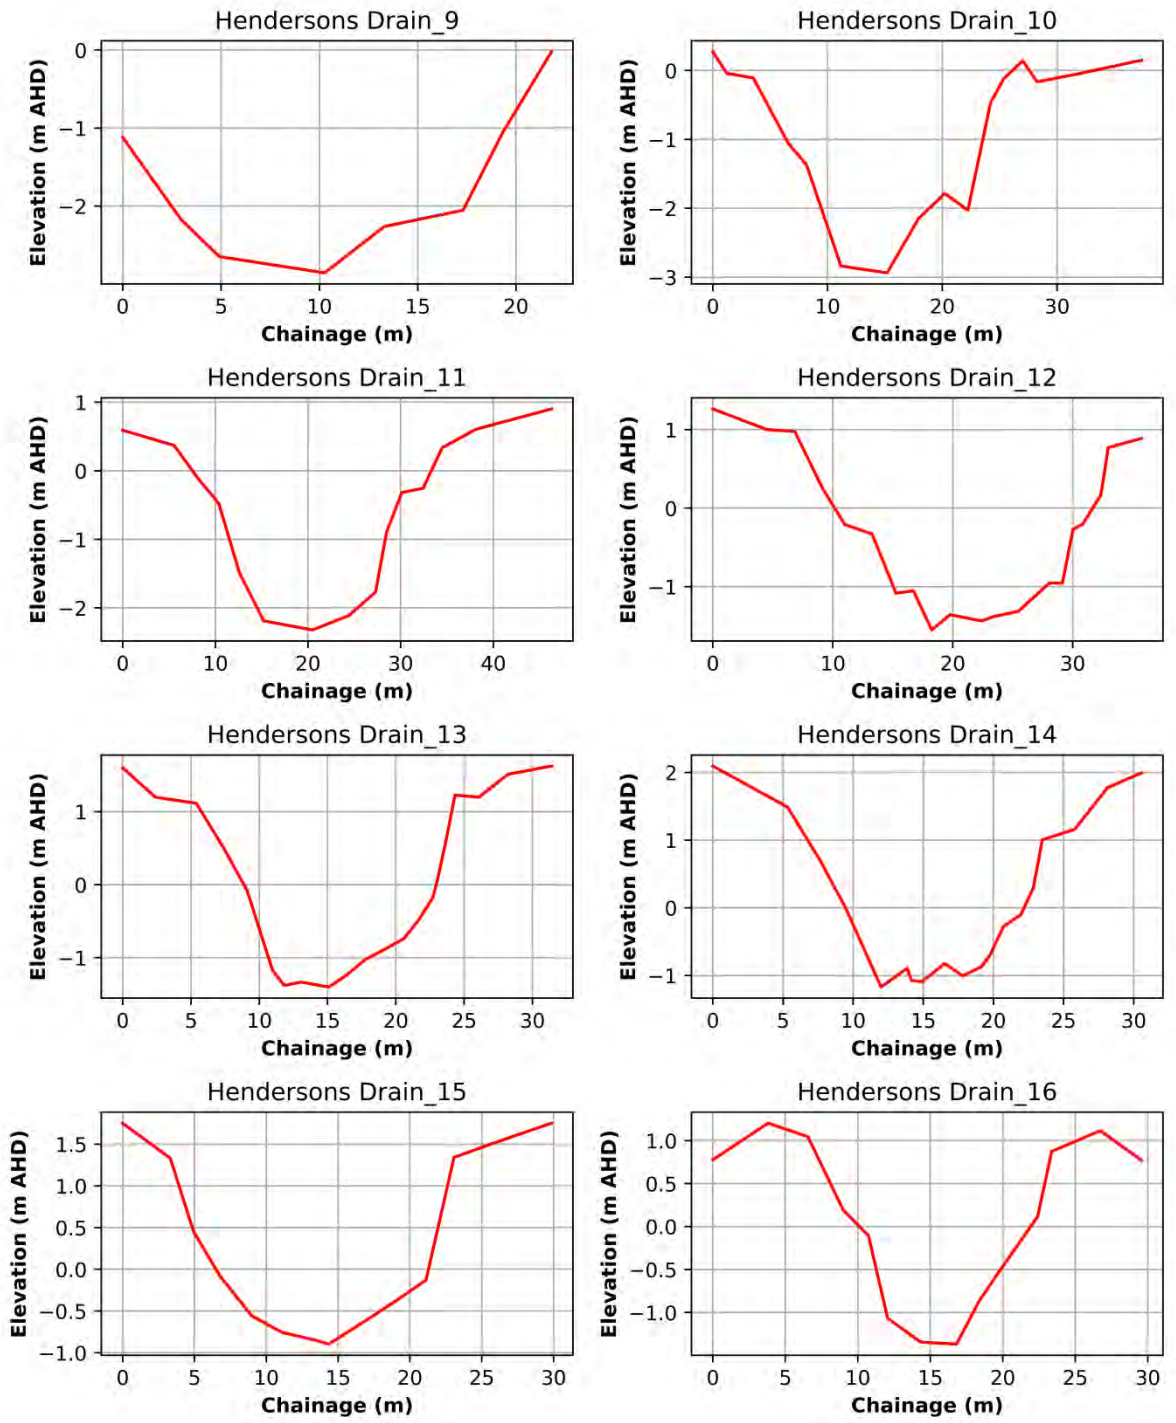 Hendersons Drain_9
Elevation (m AHD)
0
−1
−2
0 5 10 15 20
Chainage (m)
Hendersons Drain_10
Elevation (m AHD)
0
−1
−2
−3
0 10 20 30
Chainage (m)
Hendersons Drain_11
Elevation (m AHD)
1
0
−1
−2
0 10 20 30 40
Chainage (m)
Hendersons Drain_12
Elevation (m AHD)
1
0
−1
0 10 20 30
Chainage (m)
Hendersons Drain_13
Elevation (m AHD)
1
0
−1
0 5 10 15 20 25 30
Chainage (m)
Hendersons Drain_14
Elevation (m AHD)
2
1
0
−1
0 5 10 15 20 25 30
Chainage (m)
Hendersons Drain_15
Elevation (m AHD)
1.5
1.0
0.5
0.0
−0.5
−1.0
0 5 10 15 20 25 30
Chainage (m)
Hendersons Drain_16
Elevation (m AHD)
1.0
0.5
0.0
−0.5
−1.0
0 5 10 15 20 25 30
Chainage (m)